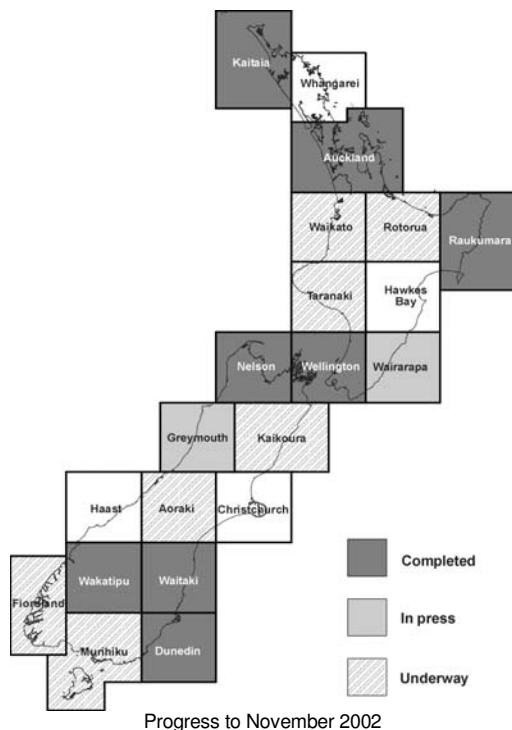 Kaitaia
Whangarei
Auckland
Waikato
Rotorua
Raukumara
Taranaki
Hawkes
Bay
Nelson
Wellington
Wairarapa
Greymouth
Kaikoura
Haast
Aoraki
Christchurch
Wakatipu
Waitaki
Fiordland
Murihiku
Dunedin
Completed
In press
Underway
Progress to November 2002